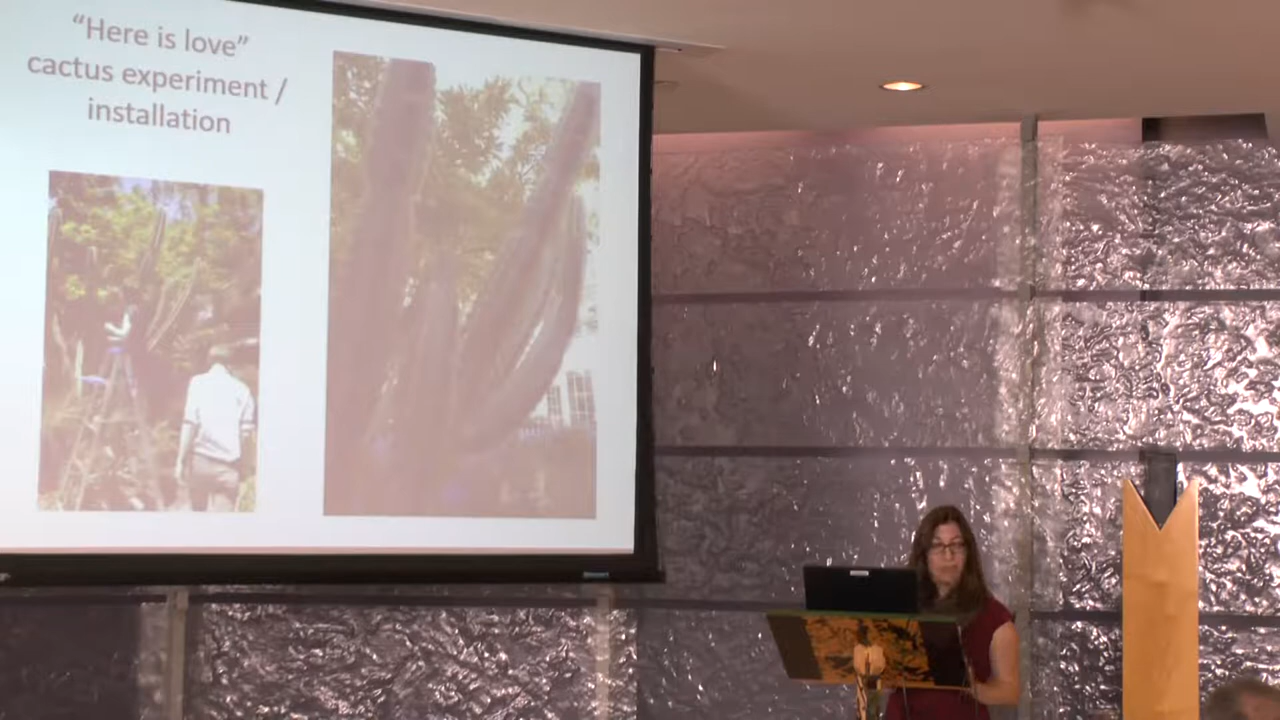 “Here is love”
cactus experiment /
installation